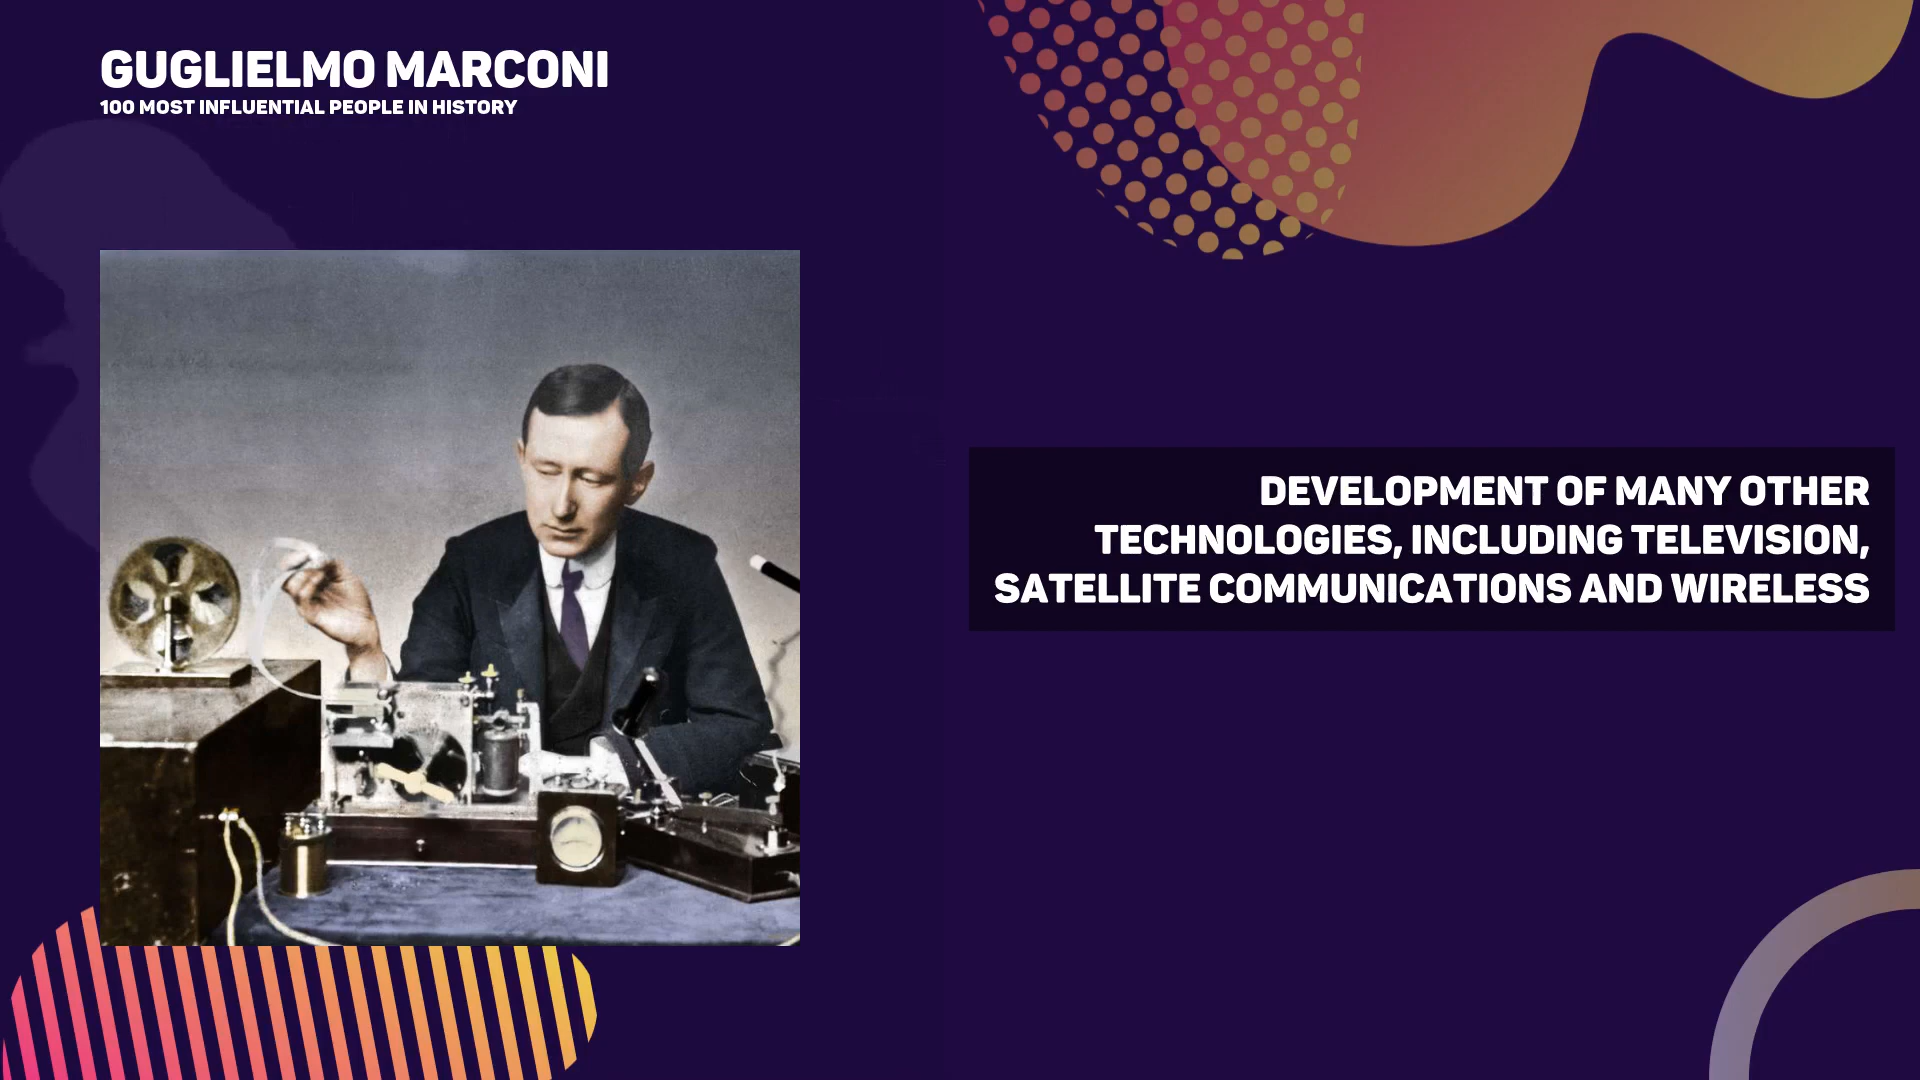 GUGLIELMO MARCONI
100 MOST INFLUENTIAL PEOPLE IN HISTORY
DEVELOPMENT OF MANY OTHER
TECHNOLOGIES, INCLUDING TELEVISION,
SATELLITE COMMUNICATIONS AND WIRELESS